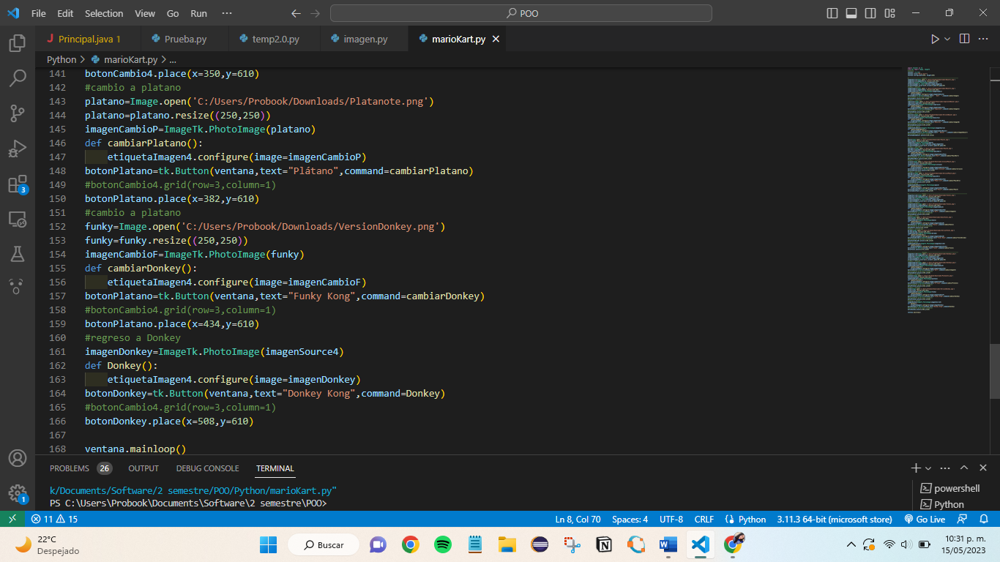 File Edit Selection View Go Run ··· POO
Principal.java 1 Prueba.py temp2.0.py imagen.py marioKart.py
Python > marioKart.py > ...
141 botonCambio4.place(x=350,y=610)
142 #cambio a platano
143 platano=Image.open('C:/Users/Probook/Downloads/Platanote.png')
144 platano=platano.resize((250,250))
145 imagenCambioP=ImageTk.PhotoImage(platano)
146 def cambiarPlatano():
147     etiquetaImagen4.configure(image=imagenCambioP)
148 botonPlatano=tk.Button(ventana,text="Plátano",command=cambiarPlatano)
149 #botonCambio4.grid(row=3,column=1)
150 botonPlatano.place(x=382,y=610)
151 #cambio a platano
152 funky=Image.open('C:/Users/Probook/Downloads/VersionDonkey.png')
153 funky=funky.resize((250,250))
154 imagenCambioF=ImageTk.PhotoImage(funky)
155 def cambiarDonkey():
156     etiquetaImagen4.configure(image=imagenCambioF)
157 botonPlatano=tk.Button(ventana,text="Funky Kong",command=cambiarDonkey)
158 #botonCambio4.grid(row=3,column=1)
159 botonPlatano.place(x=434,y=610)
160 #regreso a Donkey
161 imagenDonkey=ImageTk.PhotoImage(imagenSource4)
162 def Donkey():
163     etiquetaImagen4.configure(image=imagenDonkey)
164 botonDonkey=tk.Button(ventana,text="Donkey Kong",command=Donkey)
165 #botonCambio4.grid(row=3,column=1)
166 botonDonkey.place(x=508,y=610)
167
168 ventana.mainloop()
3
1
PROBLEMS 26 OUTPUT DEBUG CONSOLE TERMINAL
k/Documents/Software/2 semestre/POO/Python/marioKart.py"
PS C:\Users\Probook\Documents\Software\2 semestre\POO>
powershell
Python
11 15 Ln 8, Col 70 Spaces: 4 UTF-8 CRLF Python 3.11.3 64-bit (microsoft store) Go Live
22°C
Despejado
Buscar
10:31 p. m.
15/05/2023